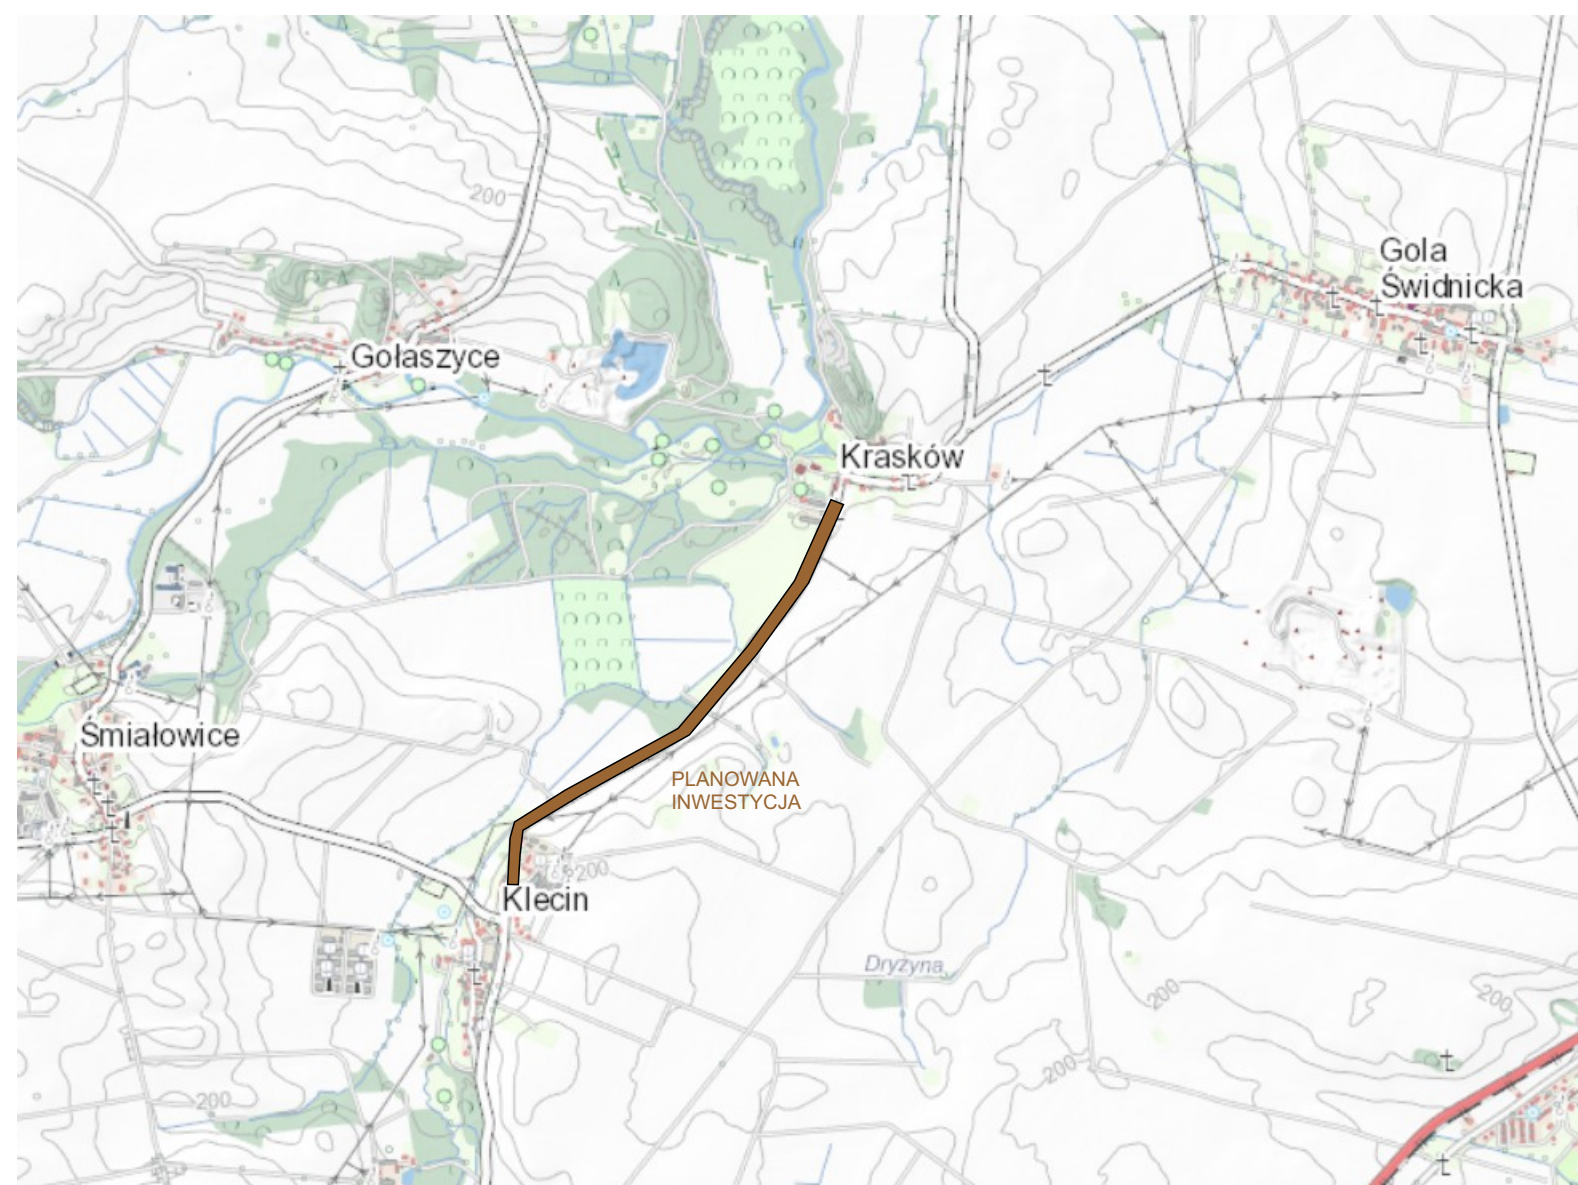 200
Gola
Świdnicka
Gołaszyce
Krasków
Śmiałowice
PLANOWANA
INWESTYCJA
200
Klecin
Dryżyna
200
200
200
200